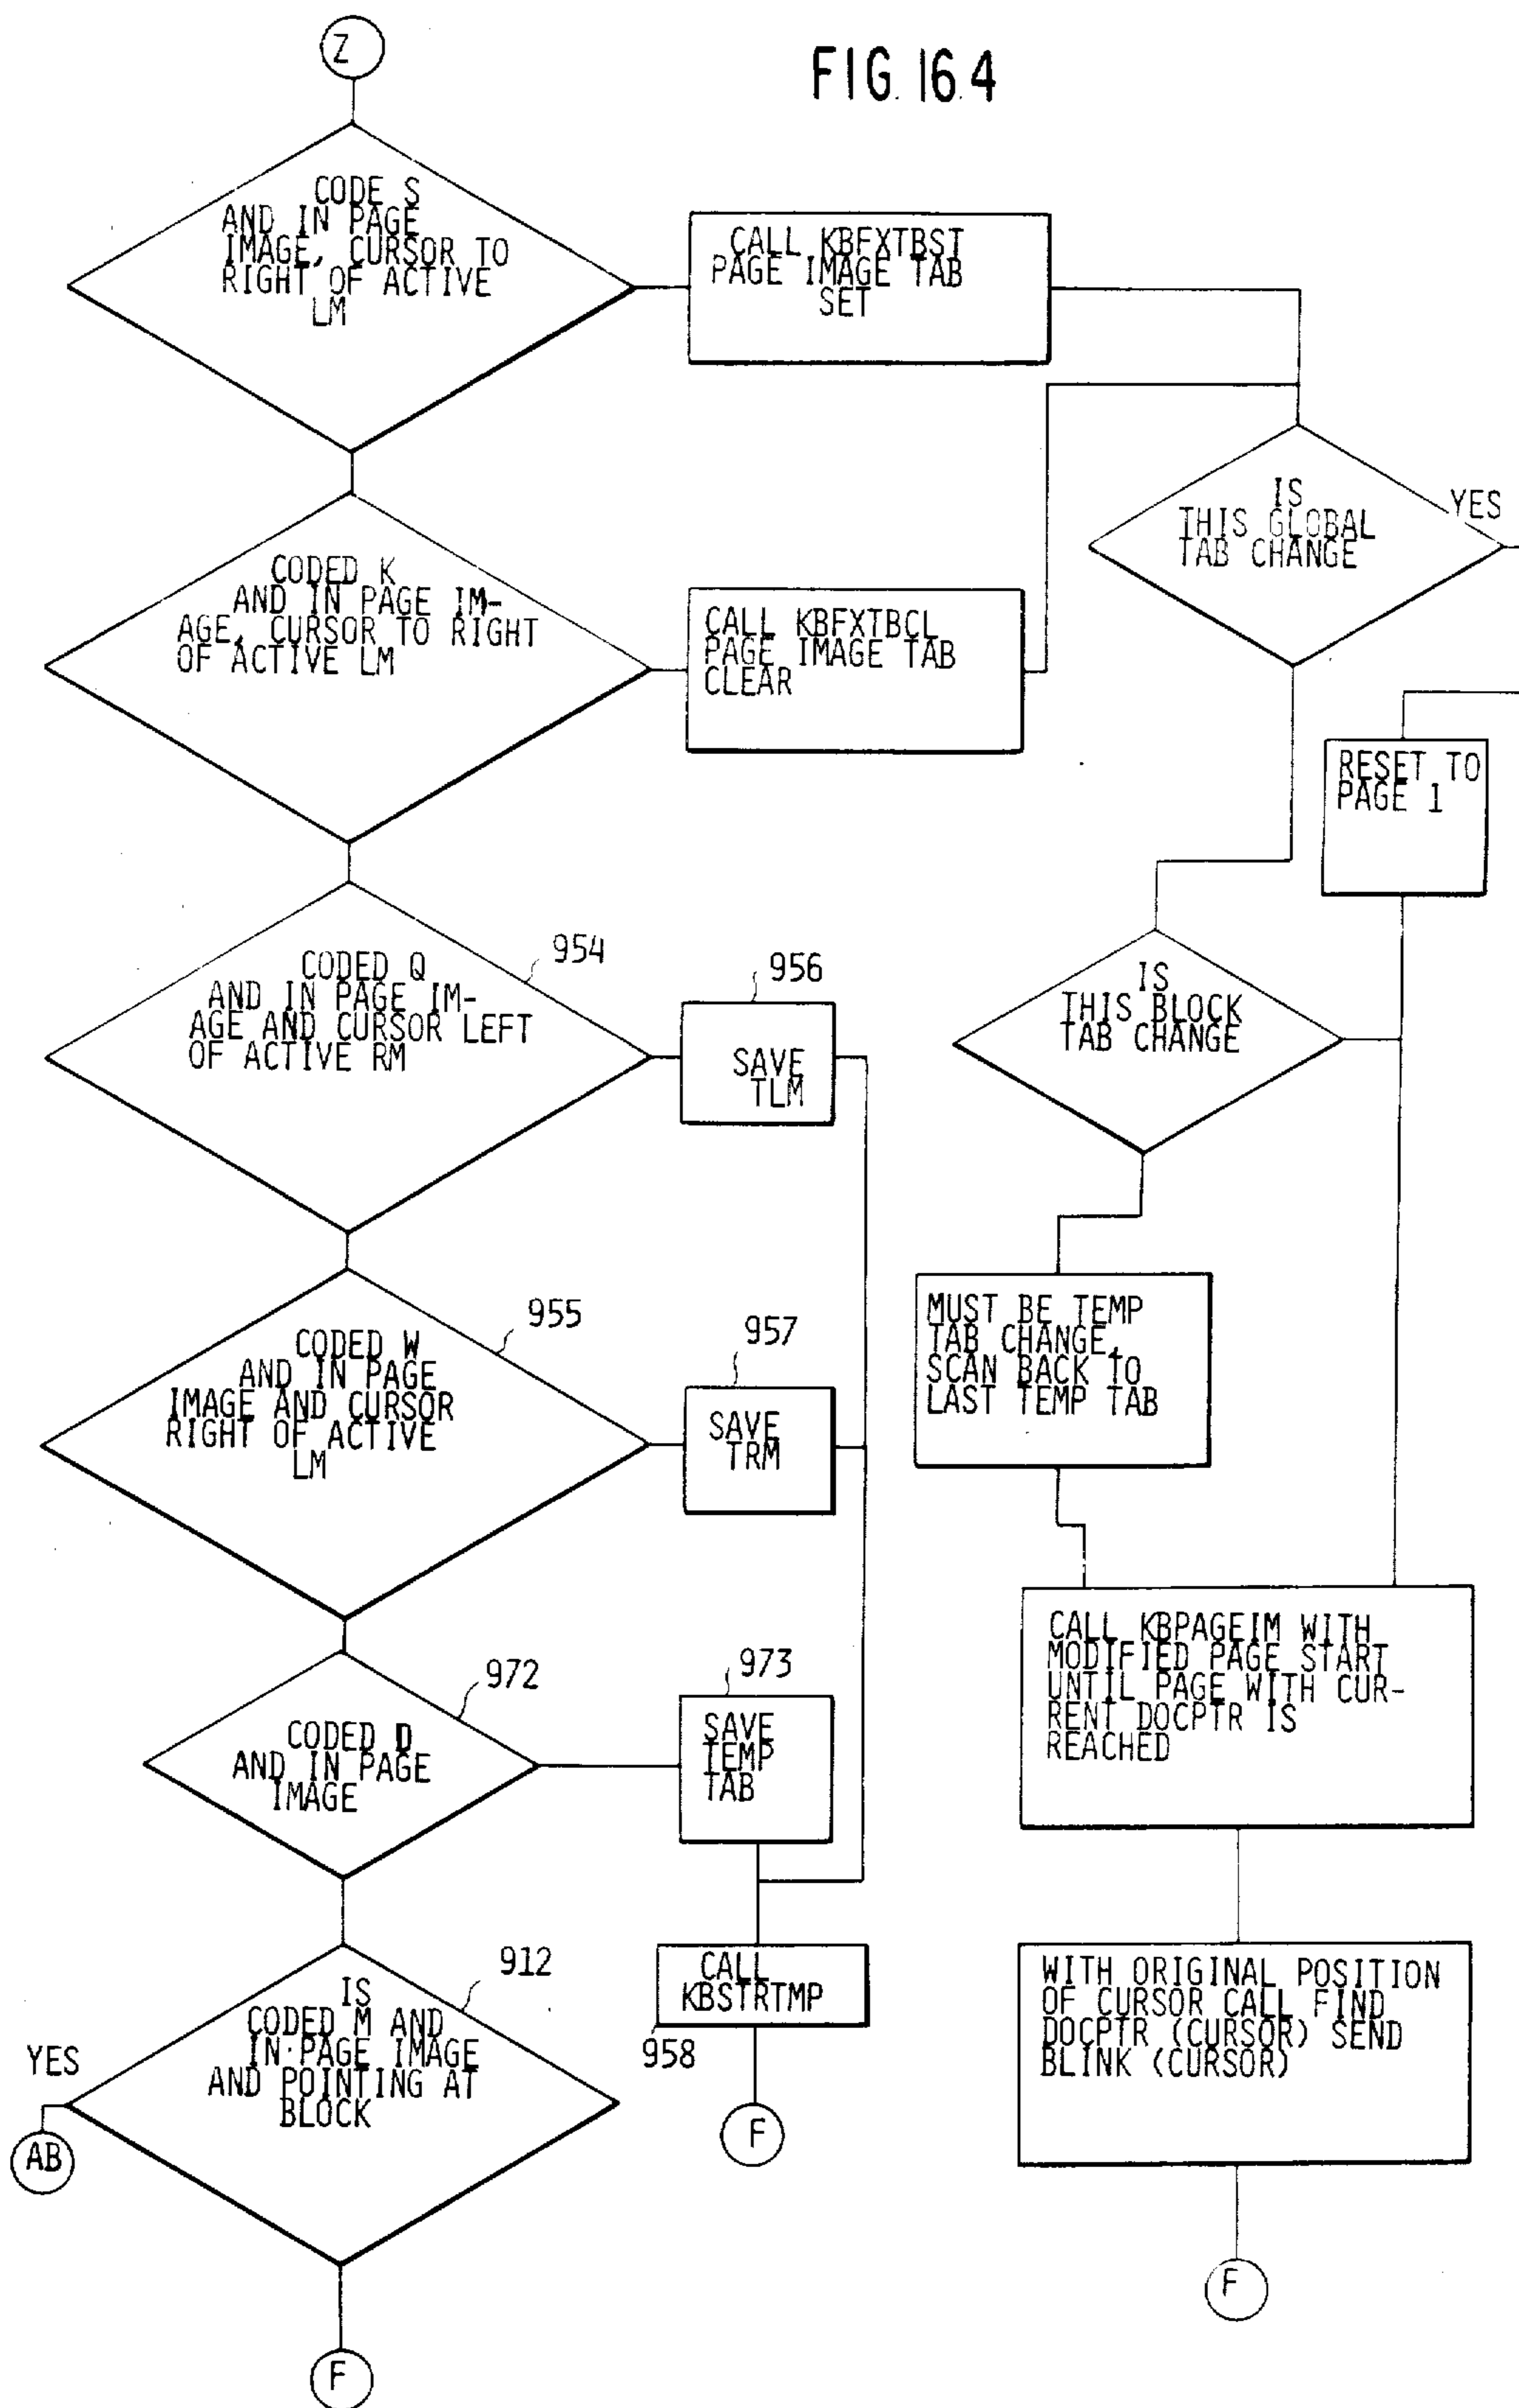 Z
FIG. 16.4
CODE S
AND IN PAGE
IMAGE, CURSOR TO
RIGHT OF ACTIVE
LM
CALL KBFXTBST
PAGE IMAGE TAB
SET
IS
THIS GLOBAL
TAB CHANGE
YES
CODED K
AND IN PAGE IM-
AGE, CURSOR TO RIGHT
OF ACTIVE LM
CALL KBFXTBCL
PAGE IMAGE TAB
CLEAR
RESET TO
PAGE 1
CODED Q
AND IN PAGE IM-
AGE AND CURSOR LEFT
OF ACTIVE RM
954
956
SAVE
TLM
IS
THIS BLOCK
TAB CHANGE
CODED W
AND IN PAGE
IMAGE AND CURSOR
RIGHT OF ACTIVE
LM
955
957
SAVE
TRM
MUST BE TEMP
TAB CHANGE,
SCAN BACK TO
LAST TEMP TAB
CODED D
AND IN PAGE
IMAGE
972
973
SAVE
TEMP
TAB
CALL KBPAGEIM WITH
MODIFIED PAGE START
UNTIL PAGE WITH CUR-
RENT DOCPTR IS
REACHED
IS
CODED M AND
IN PAGE IMAGE
AND POINTING AT
BLOCK
912
YES
AB
CALL
KBSTRTMP
958
F
WITH ORIGINAL POSITION
OF CURSOR CALL FIND
DOCPTR (CURSOR) SEND
BLINK (CURSOR)
F
F